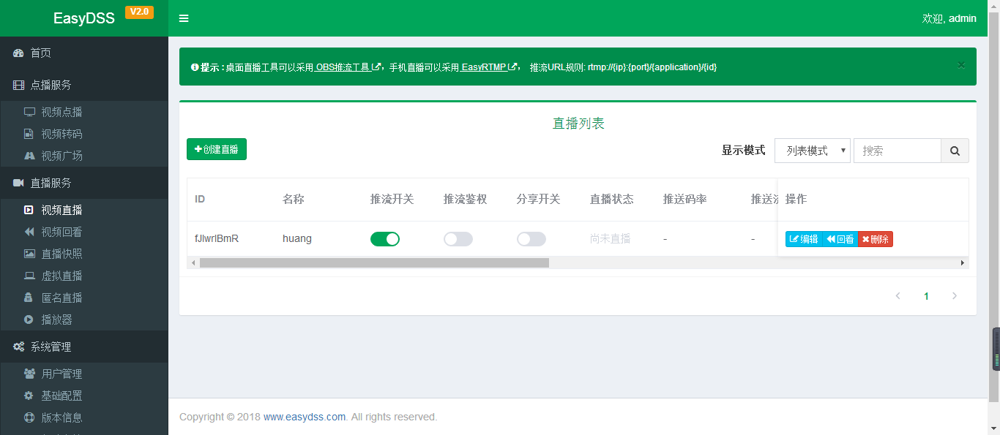 EasyDSS V2.0
欢迎, admin
首页
点播服务
视频点播
视频转码
视频广场
直播服务
视频直播
视频回看
直播快照
虚拟直播
匿名直播
播放器
系统管理
用户管理
基础配置
版本信息
提示 : 桌面直播工具可以采用 OBS推流工具 ，手机直播可以采用 EasyRTMP ， 推流URL规则: rtmp://{ip}:{port}/{application}/{id}
×
直播列表
创建直播
显示模式 列表模式 搜索
ID 名称 推流开关 推流鉴权 分享开关 直播状态 推送码率 推送 操作
fJlwrlBmR huang 尚未直播 - - 编辑 回看 删除
1
Copyright © 2018 www.easydss.com. All rights reserved.